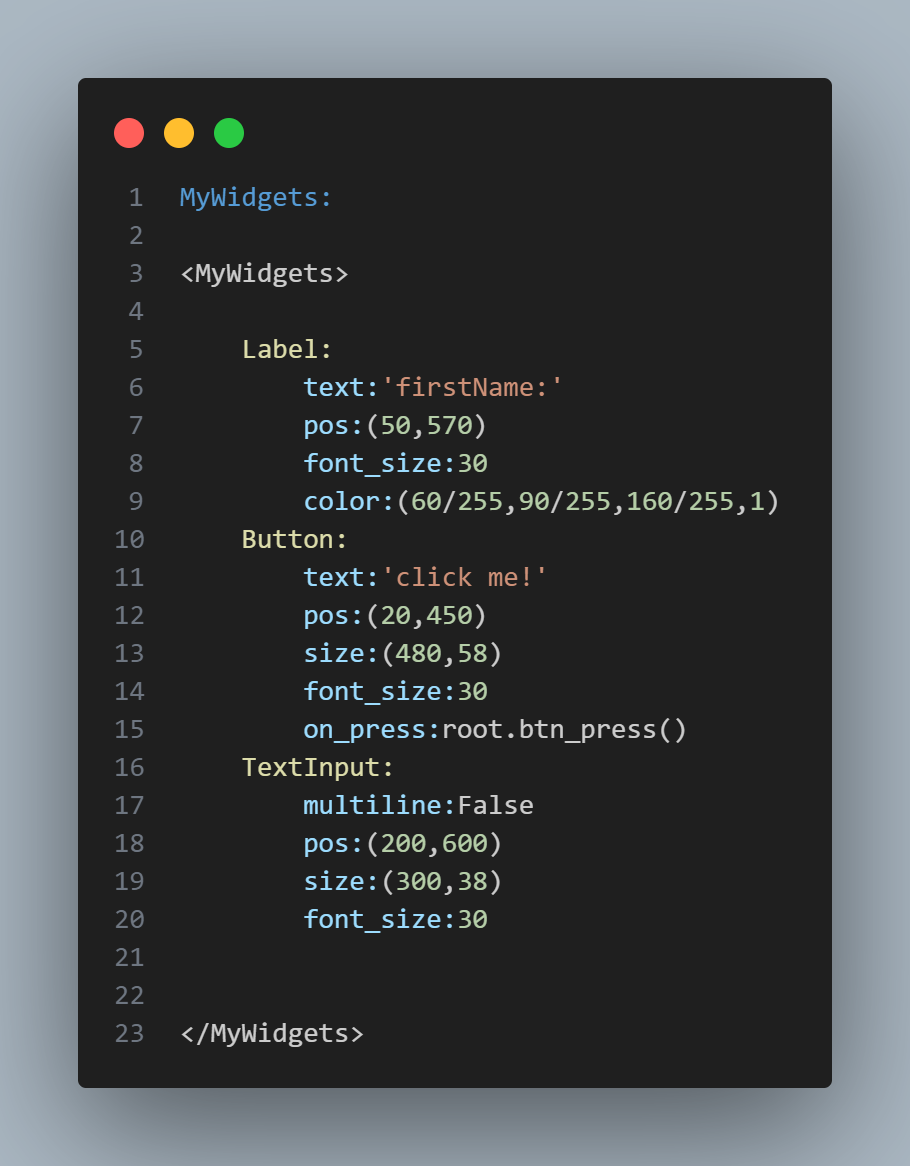 1 MyWidgets:
2
3 <MyWidgets>
4
5     Label:
6         text:'firstName:'
7         pos:(50,570)
8         font_size:30
9         color:(60/255,90/255,160/255,1)
10     Button:
11         text:'click me!'
12         pos:(20,450)
13         size:(480,58)
14         font_size:30
15         on_press:root.btn_press()
16     TextInput:
17         multiline:False
18         pos:(200,600)
19         size:(300,38)
20         font_size:30
21
22
23 </MyWidgets>